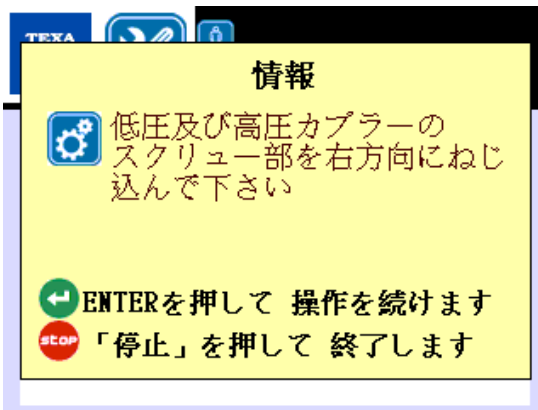 TEXA
情報
低圧及び高圧カプラーの
スクリュー部を右方向にねじ
込んで下さい
ENTERを押して 操作を続けます
stop 「停止」を押して 終了します